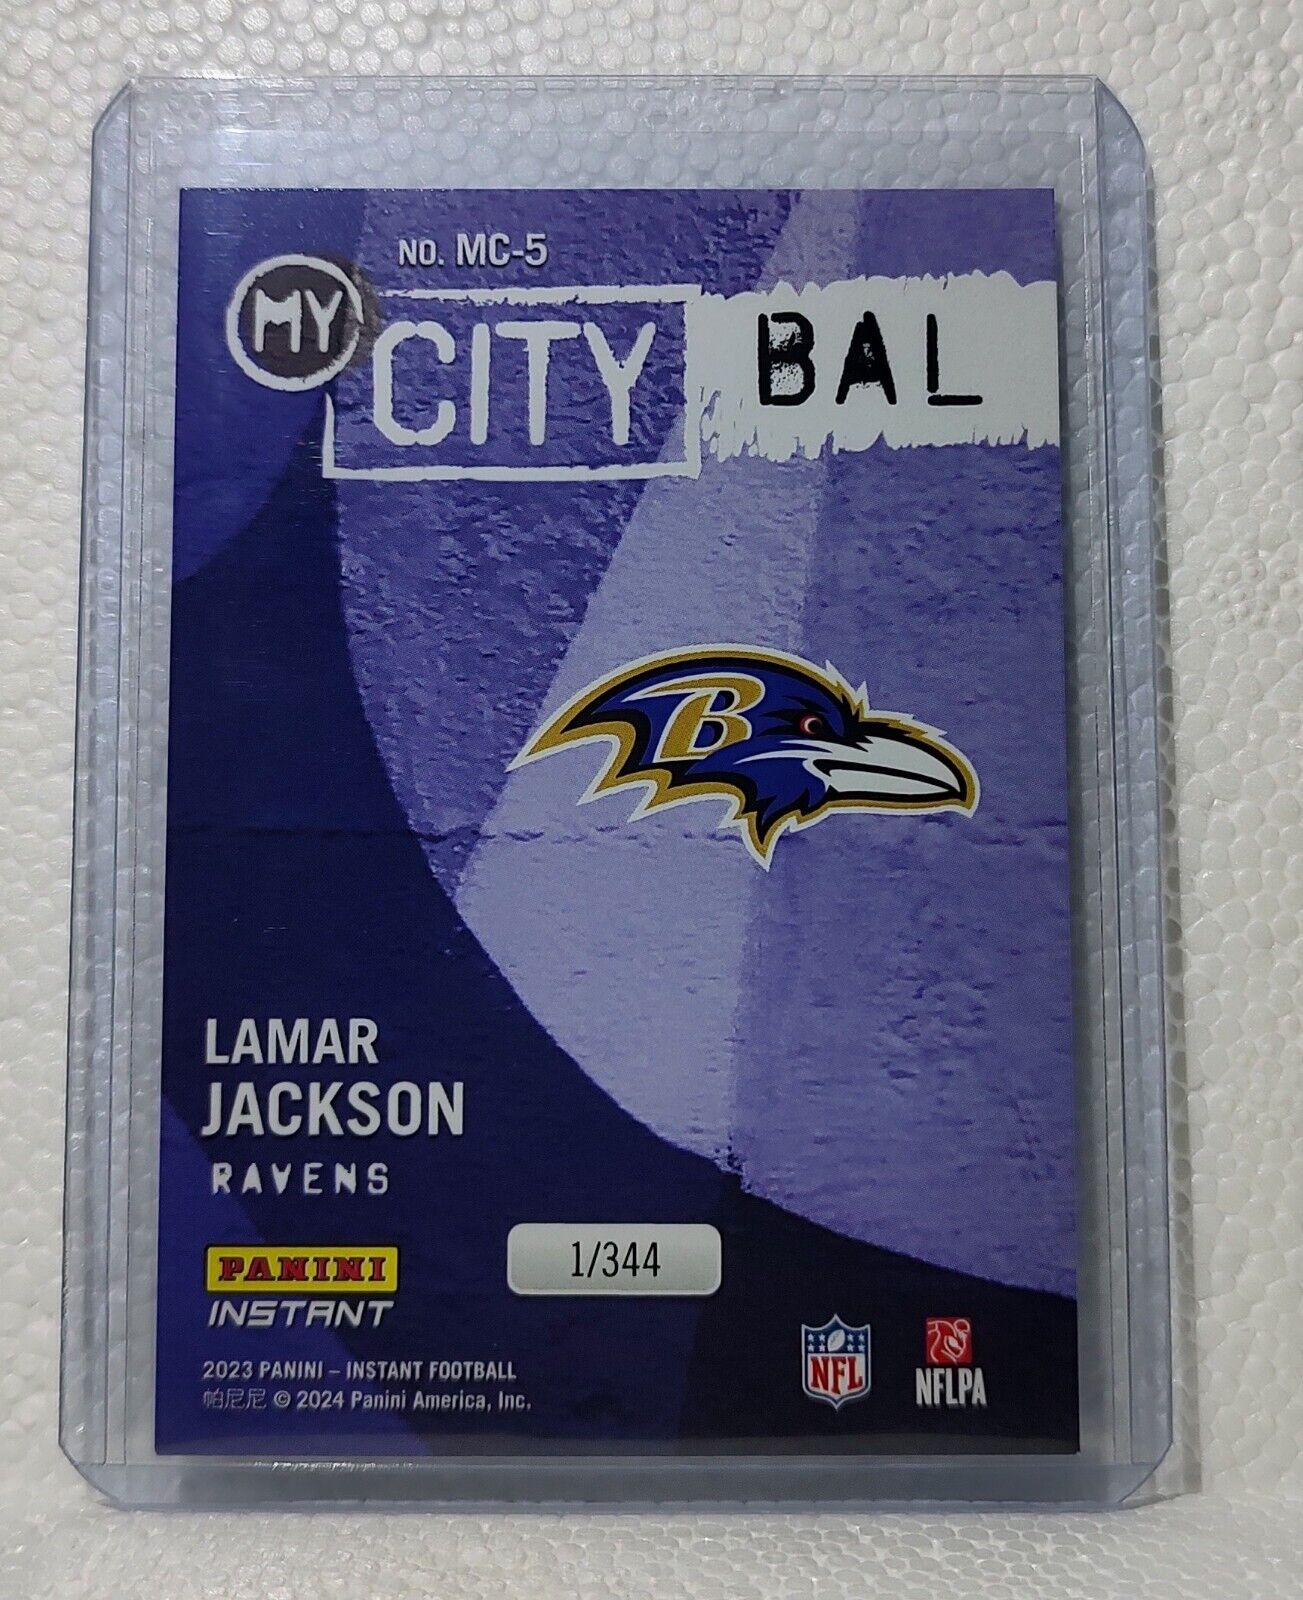 NO. MC-5
MY
CITY BAL
B
LAMAR
JACKSON
RAVENS
1/344
PANINI
INSTANT
2023 PANINI – INSTANT FOOTBALL
帕尼尼 © 2024 Panini America, Inc.
NFL
NFLPA